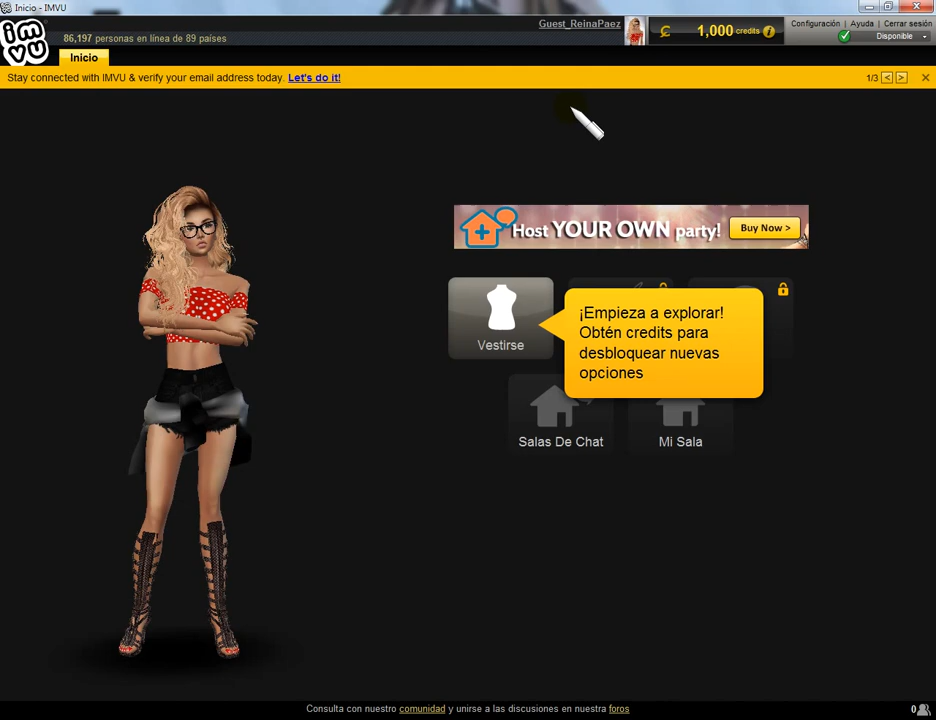 Inicio - IMVU
imvu
86,197 personas en línea de 89 países
Guest_ReinaPaez
1,000 credits
Configuración | Ayuda | Cerrar sesión
Disponible
Inicio
Stay connected with IMVU & verify your email address today. Let's do it!
1/3 < >
Host YOUR OWN party!
Buy Now >
Vestirse
¡Empieza a explorar!
Obtén credits para
desbloquear nuevas
opciones
Salas De Chat
Mi Sala
Consulta con nuestro comunidad y unirse a las discusiones en nuestra foros
0